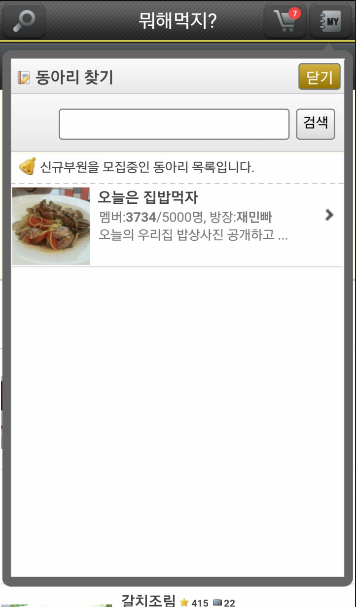 뭐해먹지?
7
MY
동아리 찾기
닫기
검색
신규부원을 모집중인 동아리 목록입니다.
오늘은 집밥먹자
멤버:3734/5000명, 방장:재민빠
오늘의 우리집 밥상사진 공개하고 ...
갈치조림 415 22